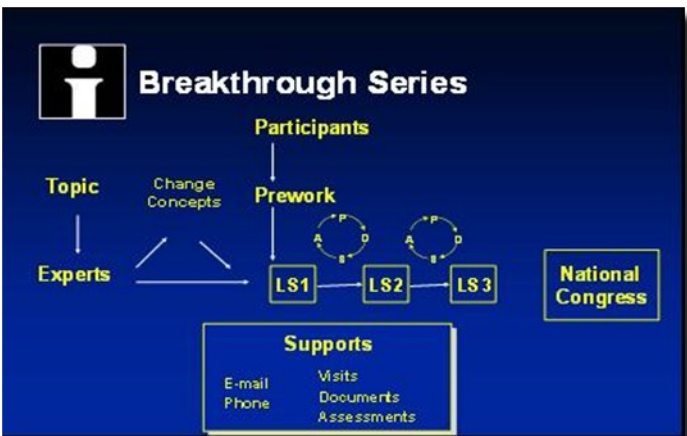 i
Breakthrough Series
Participants
Topic
Change
Concepts
Prework
P
A
D
S
P
A
D
S
Experts
LS1
LS2
LS3
National
Congress
Supports
E-mail
Phone
Visits
Documents
Assessments